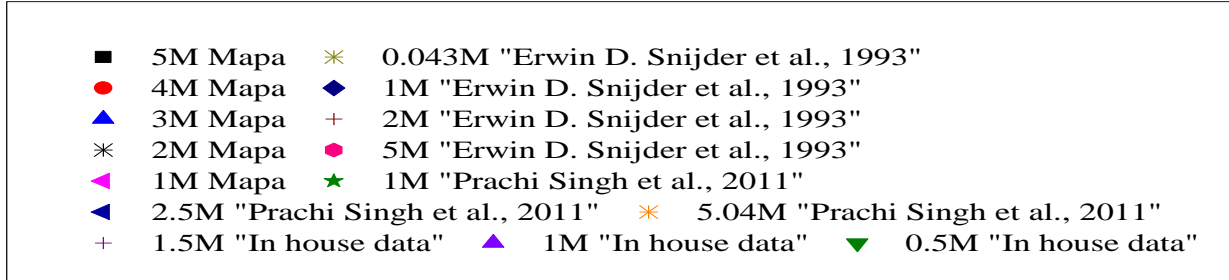 5M Mapa 0.043M "Erwin D. Snijder et al., 1993"
4M Mapa 1M "Erwin D. Snijder et al., 1993"
3M Mapa 2M "Erwin D. Snijder et al., 1993"
2M Mapa 5M "Erwin D. Snijder et al., 1993"
1M Mapa 1M "Prachi Singh et al., 2011"
2.5M "Prachi Singh et al., 2011" 5.04M "Prachi Singh et al., 2011"
1.5M "In house data" 1M "In house data" 0.5M "In house data"